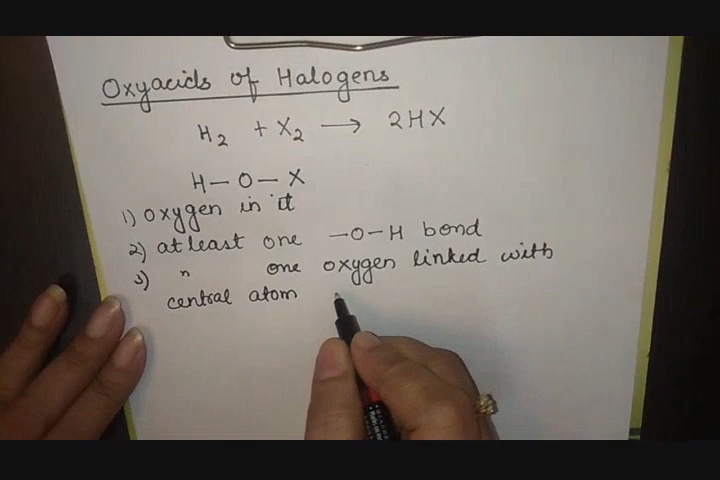 Oxyacids of Halogens
H₂ + X₂ ⟶ 2HX
H – O – X
1) oxygen in it
2) atleast one –O–H bond
3) " one oxygen linked with
central atom